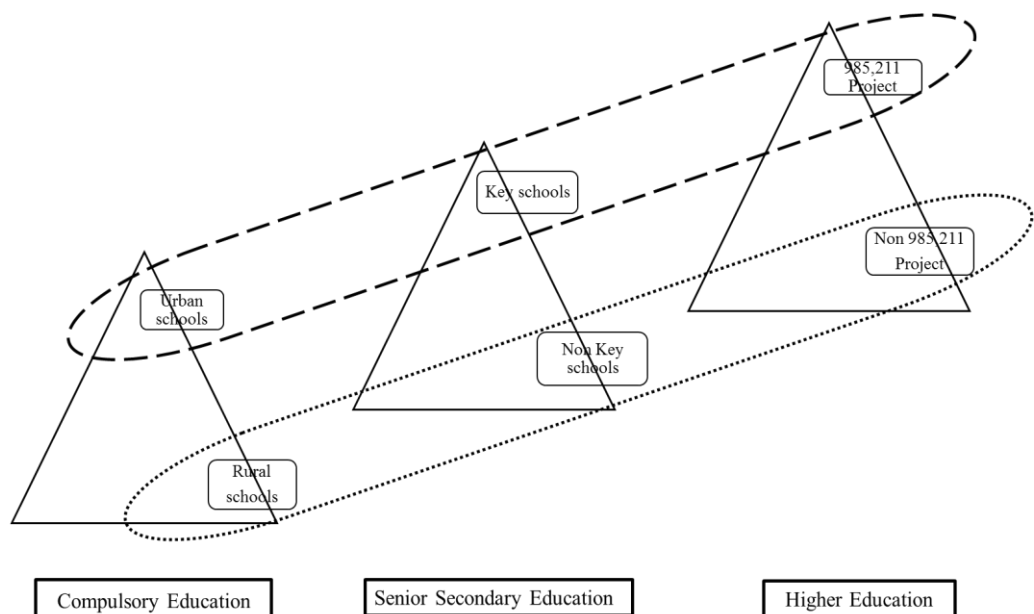 985,211
Project
Key schools
Non 985,211
Project
Urban
schools
Non Key
schools
Rural
schools
Compulsory Education
Senior Secondary Education
Higher Education